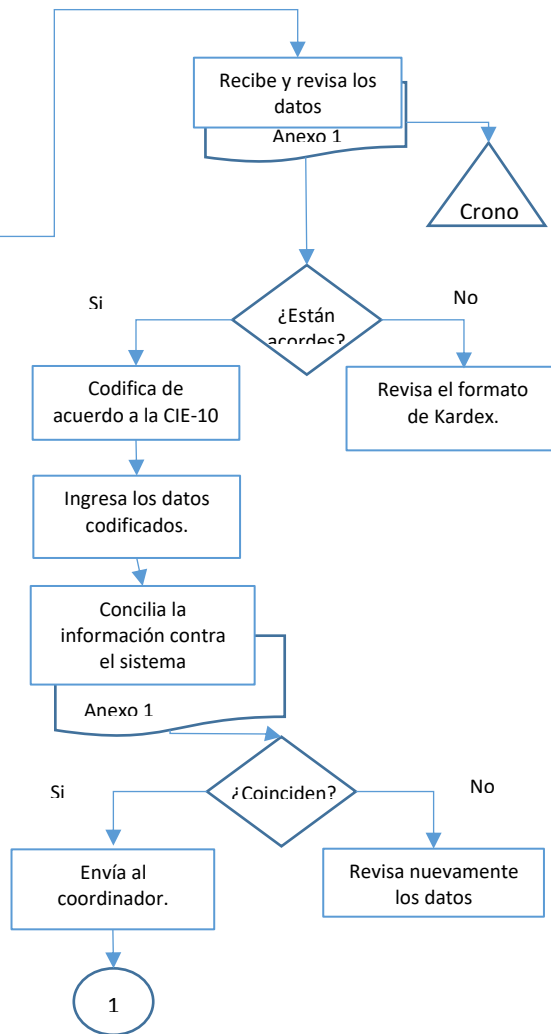 Recibe y revisa los
datos
Anexo 1
Crono
¿Están
acordes?
Si
No
Codifica de
acuerdo a la CIE-10
Revisa el formato
de Kardex.
Ingresa los datos
codificados.
Concilia la
información contra
el sistema
Anexo 1
¿Coinciden?
Si
No
Envía al
coordinador.
Revisa nuevamente
los datos
1